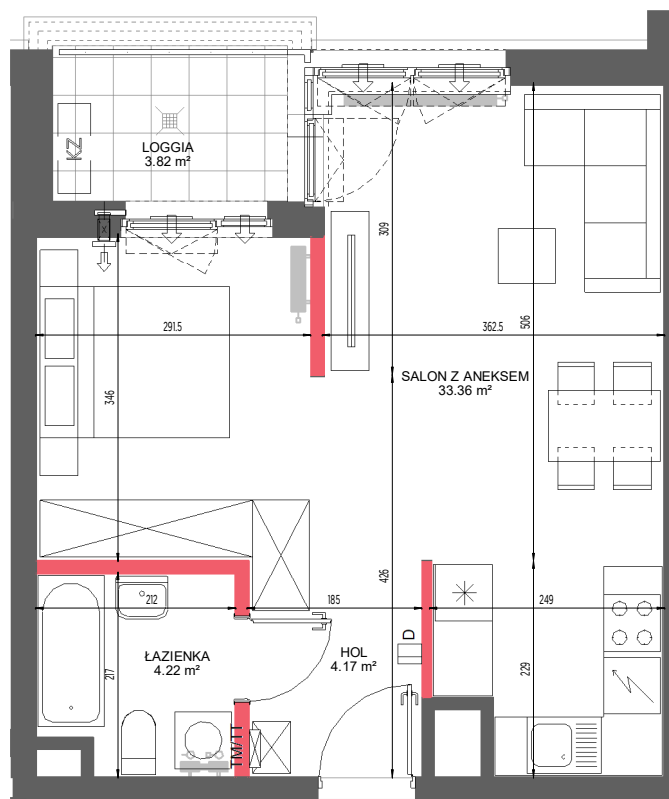 KZ
LOGGIA
3.82 m²
309
291.5
362.5
506
SALON Z ANEKSEM
33.36 m²
346
426
212
185
249
ŁAZIENKA
4.22 m²
HOL
4.17 m²
D
217
229
TM/TT